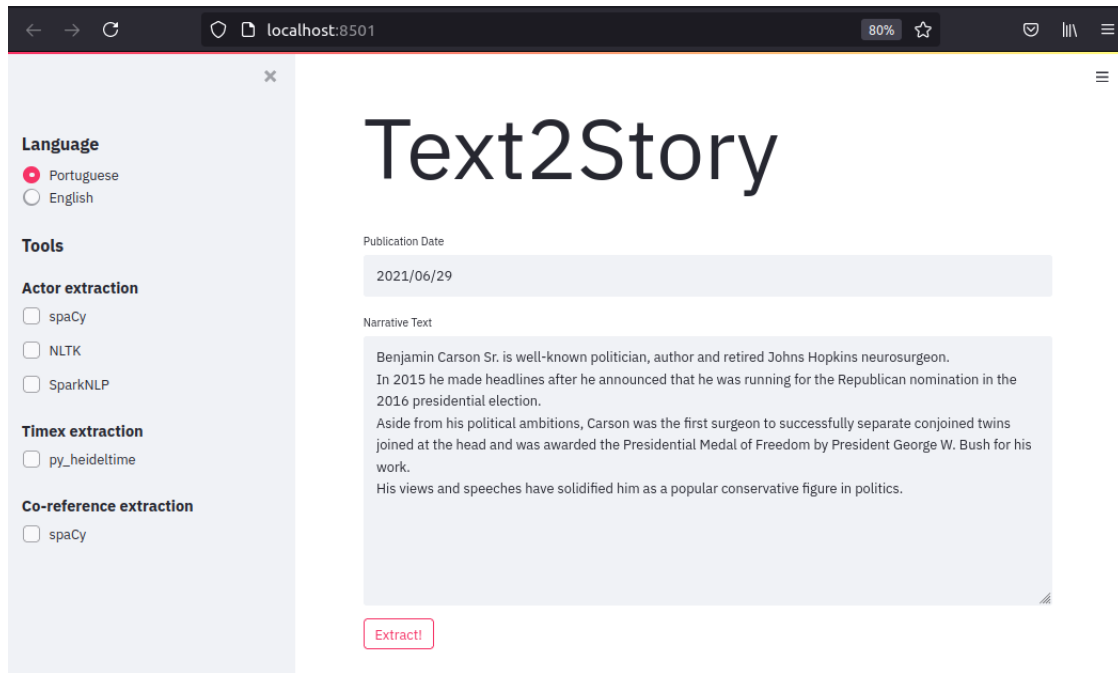 localhost:8501
80%
Language
Portuguese
English
Tools
Actor extraction
spaCy
NLTK
SparkNLP
Timex extraction
py_heideltime
Co-reference extraction
spaCy
Text2Story
Publication Date
2021/06/29
Narrative Text
Benjamin Carson Sr. is well-known politician, author and retired Johns Hopkins neurosurgeon.
In 2015 he made headlines after he announced that he was running for the Republican nomination in the
2016 presidential election.
Aside from his political ambitions, Carson was the first surgeon to successfully separate conjoined twins
joined at the head and was awarded the Presidential Medal of Freedom by President George W. Bush for his
work.
His views and speeches have solidified him as a popular conservative figure in politics.
Extract!